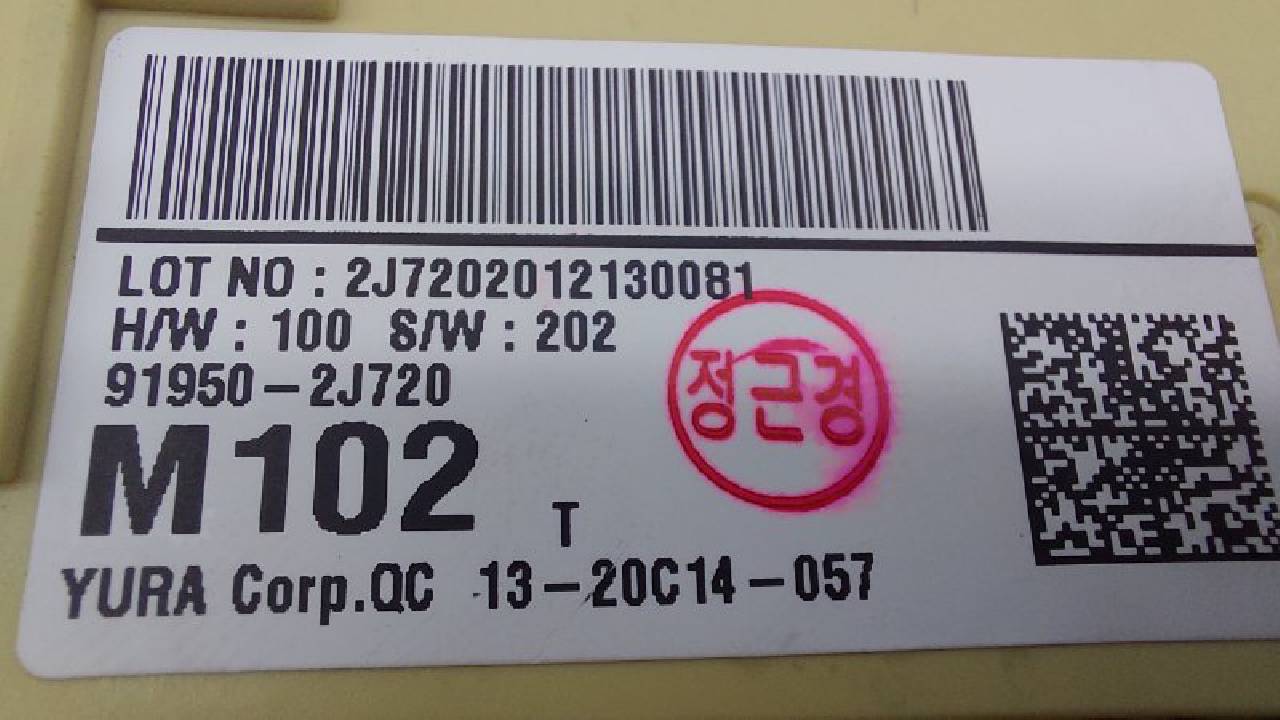 LOT NO : 2J7202012130081
H/W : 100 S/W : 202
91950-2J720
정근경
M102
T
YURA Corp.QC 13-20C14-057